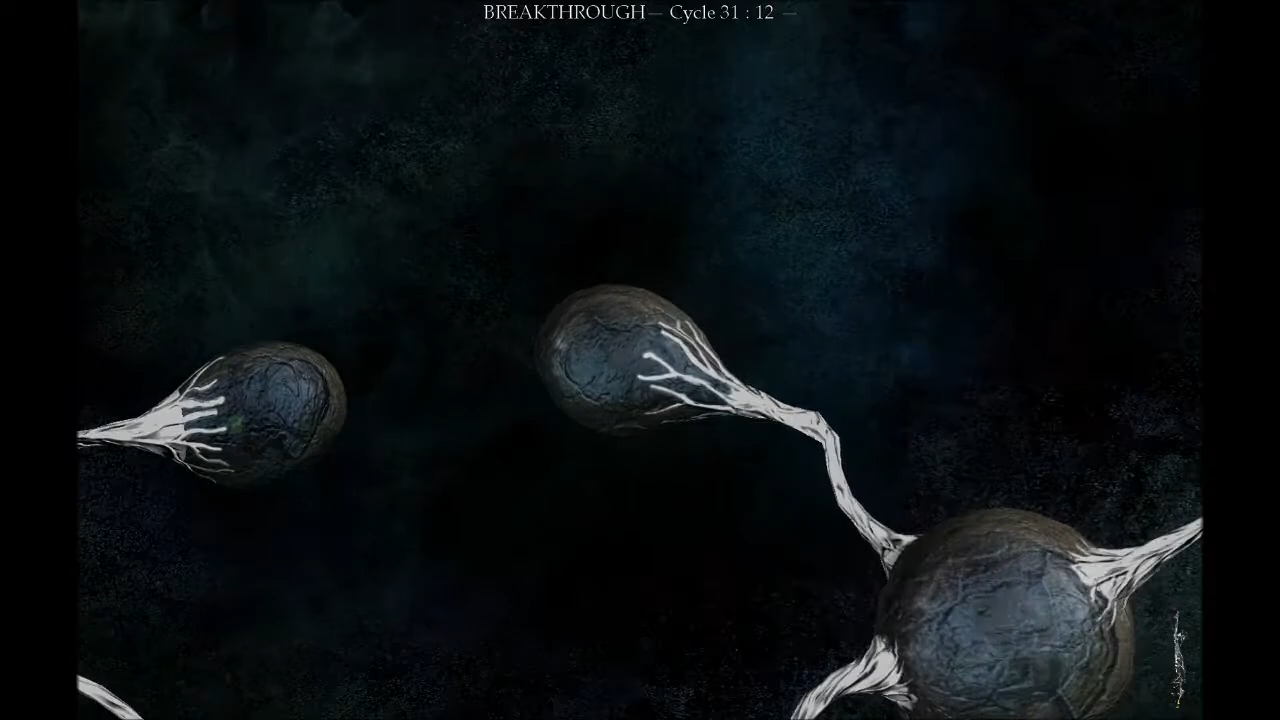 BREAKTHROUGH — Cycle 31 : 12 —